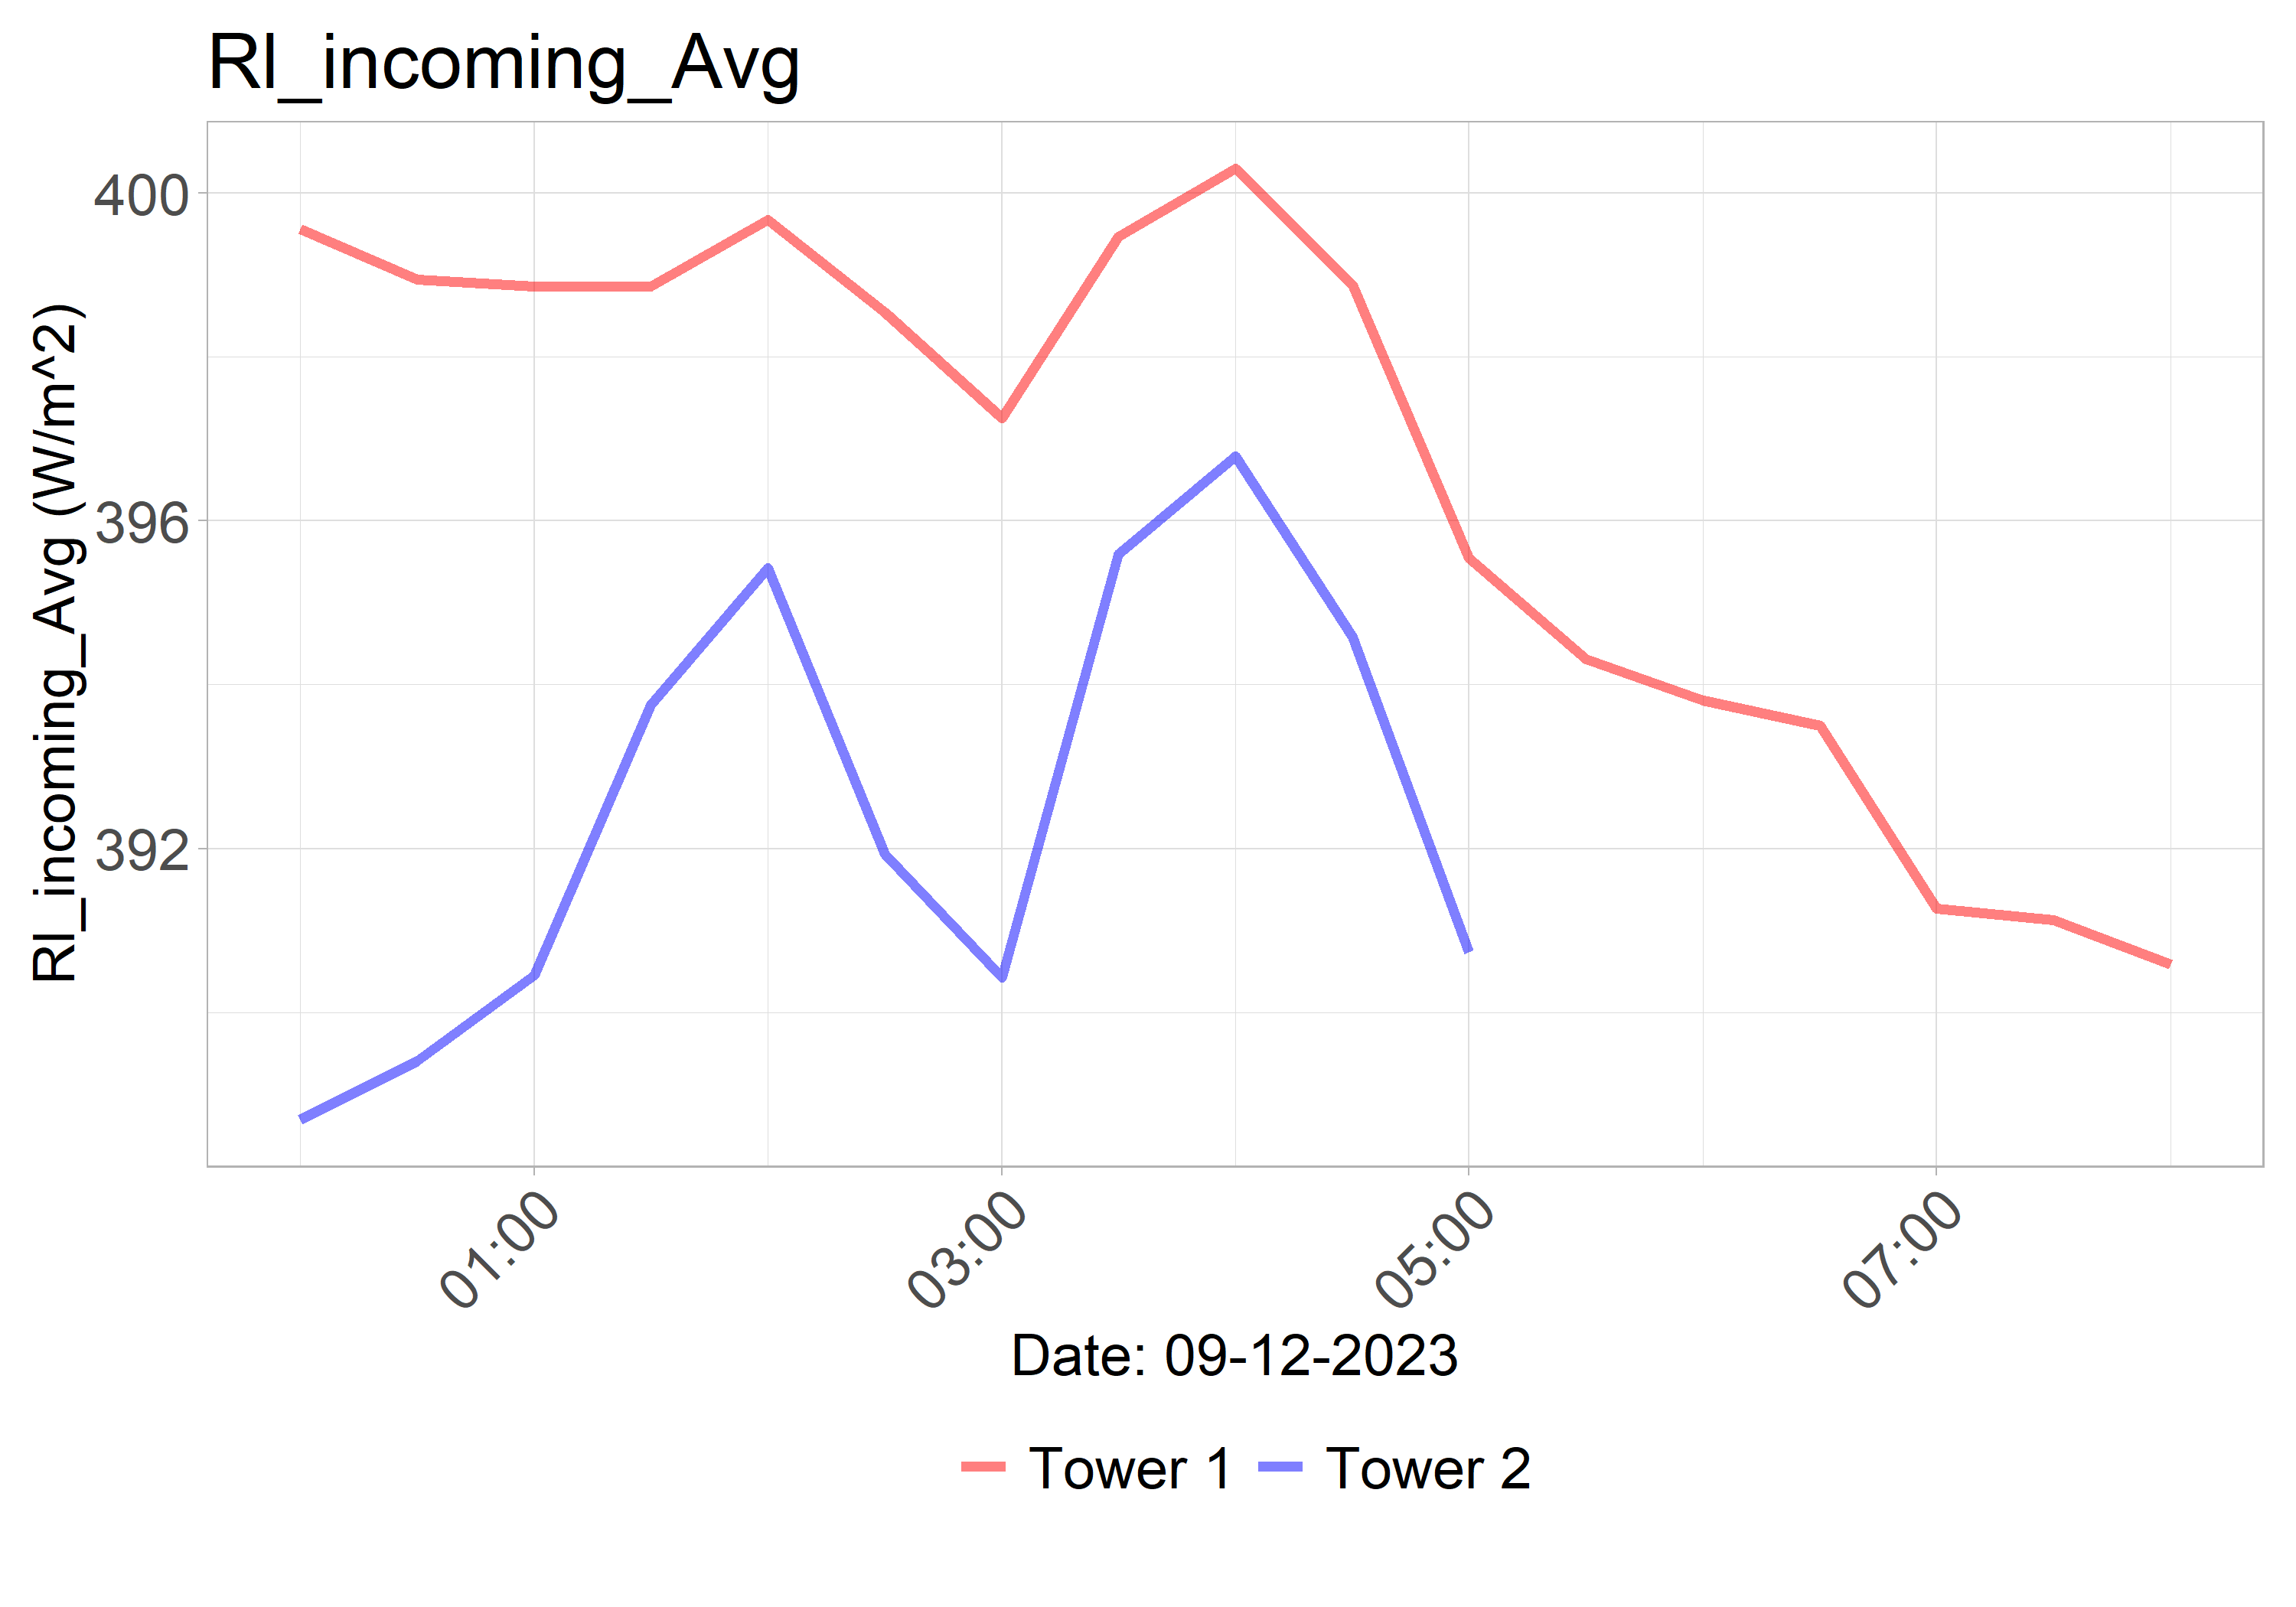 Rl_incoming_Avg
Rl_incoming_Avg (W/m^2)
400
396
392
01:00
03:00
05:00
07:00
Date: 09-12-2023
Tower 1
Tower 2